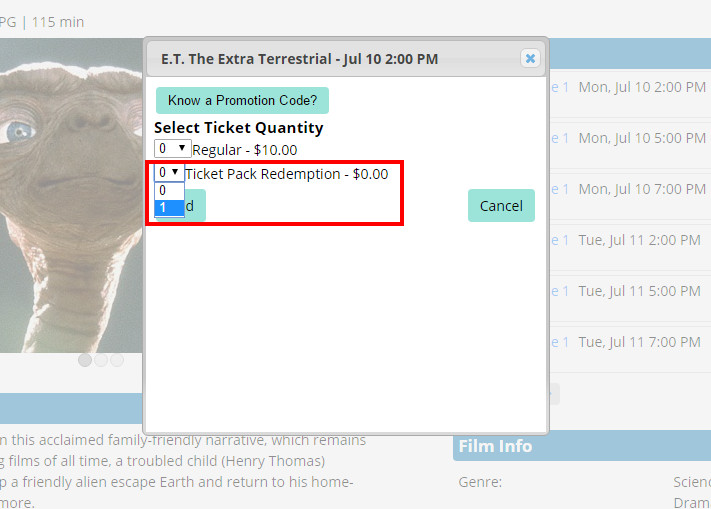 PG | 115 min
E.T. The Extra Terrestrial - Jul 10 2:00 PM
Know a Promotion Code?
Select Ticket Quantity
0 Regular - $10.00
0 Ticket Pack Redemption - $0.00
0
1
d
Cancel
e 1 Mon, Jul 10 2:00 PM
e 1 Mon, Jul 10 5:00 PM
e 1 Mon, Jul 10 7:00 PM
e 1 Tue, Jul 11 2:00 PM
e 1 Tue, Jul 11 5:00 PM
e 1 Tue, Jul 11 7:00 PM
n this acclaimed family-friendly narrative, which remains
g films of all time, a troubled child (Henry Thomas)
p a friendly alien escape Earth and return to his home-
more.
Film Info
Genre:
Scienc
Dram